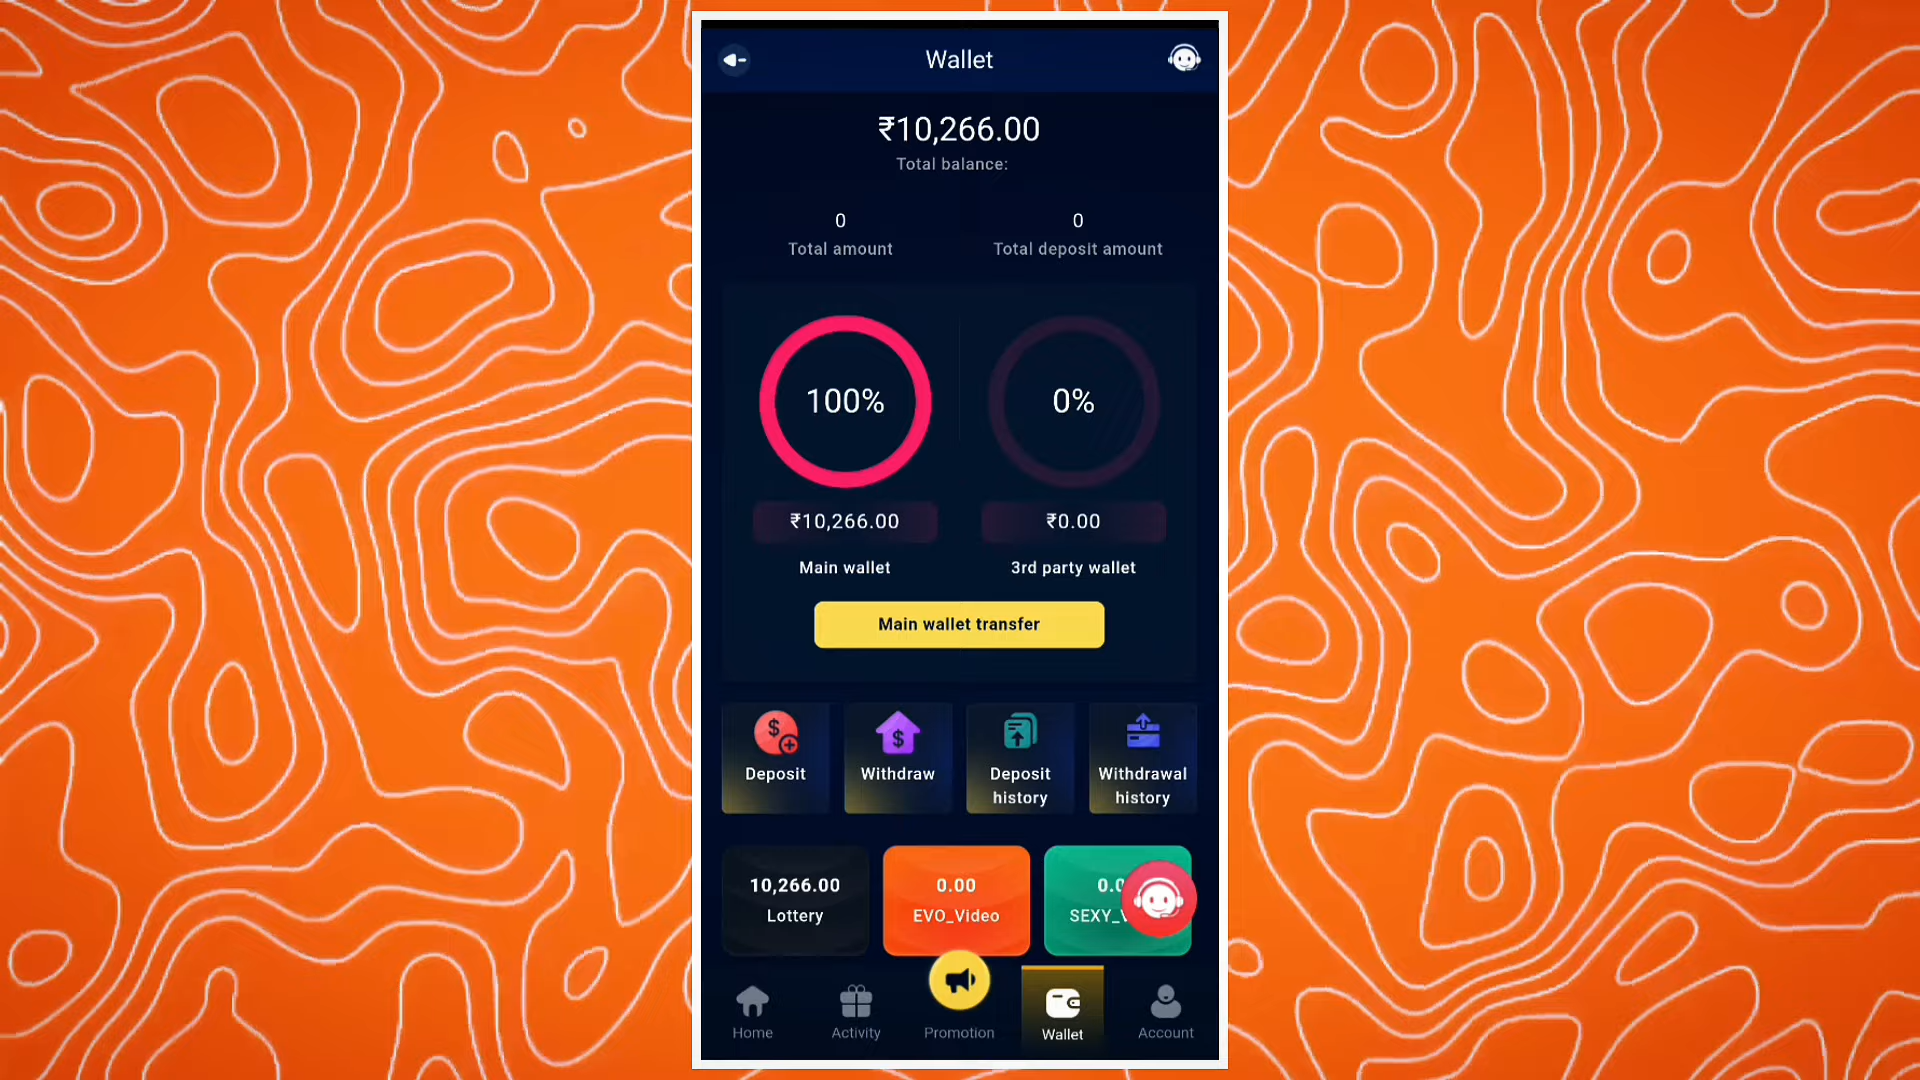 Wallet
₹10,266.00
Total balance:
0
0
Total amount
Total deposit amount
100%
0%
₹10,266.00
₹0.00
Main wallet
3rd party wallet
Main wallet transfer
Deposit
Withdraw
Deposit history
Withdrawal history
10,266.00
0.00
Lottery
EVO_Video
SEXY_
Home
Activity
Promotion
Wallet
Account